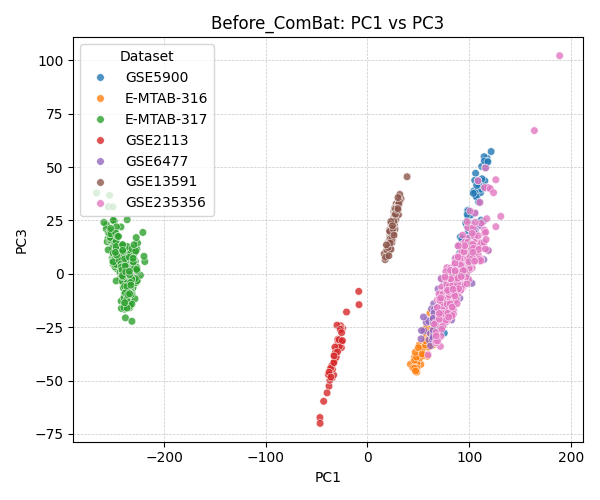 Before_ComBat: PC1 vs PC3
Dataset
GSE5900
E-MTAB-316
E-MTAB-317
GSE2113
GSE6477
GSE13591
GSE235356
PC3
100
75
50
25
0
−25
−50
−75
−200
−100
0
100
200
PC1